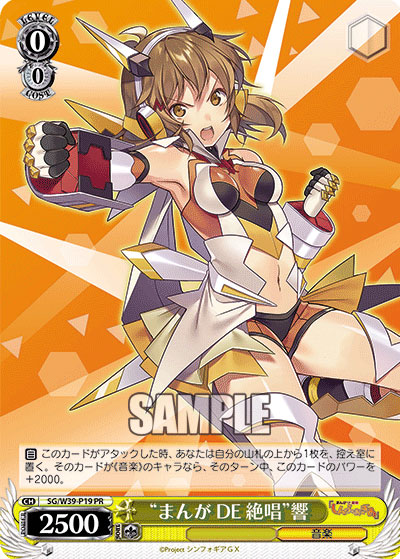 LEVEL
0
0
COST
SAMPLE
自 このカードがアタックした時、あなたは自分の山札の上から1枚を、控え室に
置く。そのカードが《音楽》のキャラなら、そのターン中、このカードのパワーを
+2000。
CH SG/W39-P19 PR
2500
“まんが DE 絶唱”響
音楽
©Project シンフォギアＧＸ